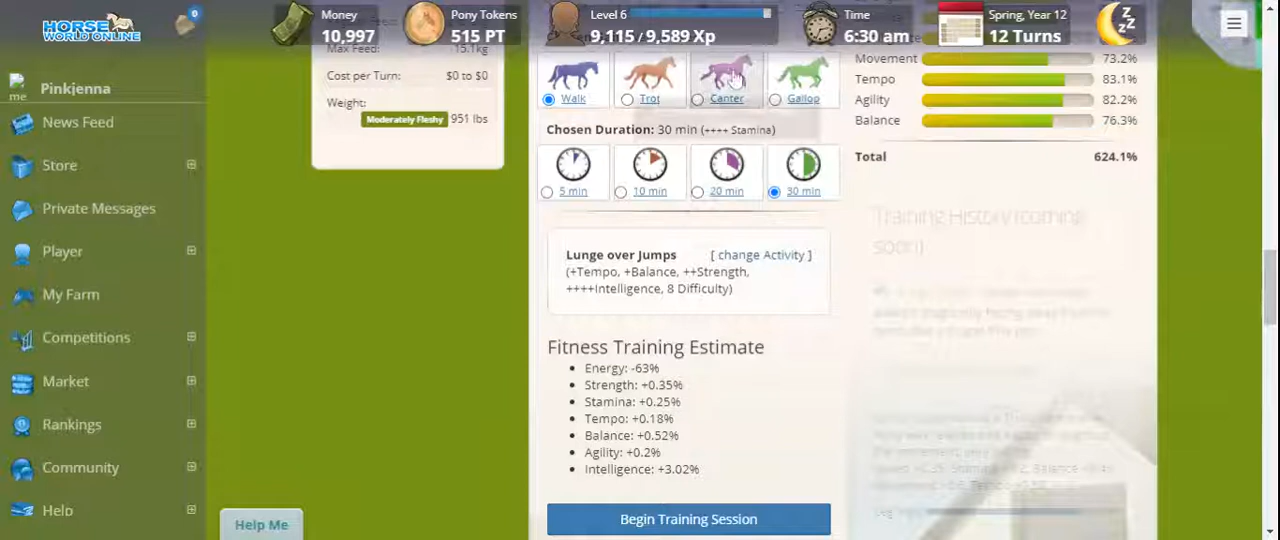 HORSE
WORLD ONLINE
0
Money
10,997
Pony Tokens
515 PT
Level 6
9,115 / 9,589 Xp
Time
6:30 am
Spring, Year 12
12 Turns
Z Z Z
me
Pinkjenna
News Feed
Store
Private Messages
Player
My Farm
Competitions
Market
Rankings
Community
Help
Max Feed:
15.1kg
Cost per Turn:
$0 to $0
Weight:
Moderately Fleshy 951 lbs
Walk
Trot
Canter
Gallop
Chosen Duration: 30 min (++++ Stamina)
5 min
10 min
20 min
30 min
Lunge over Jumps [ change Activity ]
(+Tempo, +Balance, ++Strength,
++++Intelligence, 8 Difficulty)
Fitness Training Estimate
Energy: -63%
Strength: +0.35%
Stamina: +0.25%
Tempo: +0.18%
Balance: +0.52%
Agility: +0.2%
Intelligence: +3.02%
Begin Training Session
Movement 73.2%
Tempo 83.1%
Agility 82.2%
Balance 76.3%
Total 624.1%
Training History (coming
soon)
Help Me